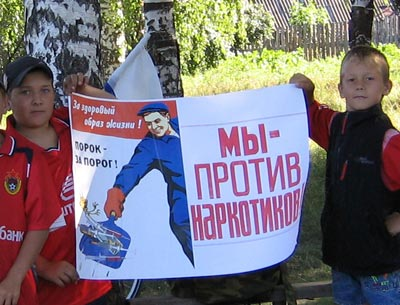 За здоровый
образ жизни!
ПОРОК -
ЗА ПОРОГ!
МЫ-
ПРОТИВ
НАРКОТИКОВ!
банк